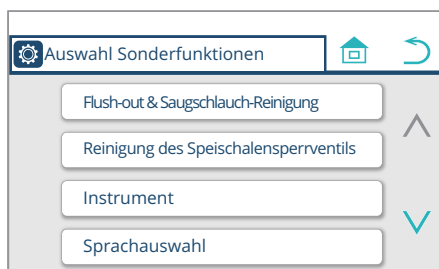 Auswahl Sonderfunktionen
Flush-out & Saugschlauch-Reinigung
Reinigung des Speischalensperrventils
Instrument
Sprachauswahl